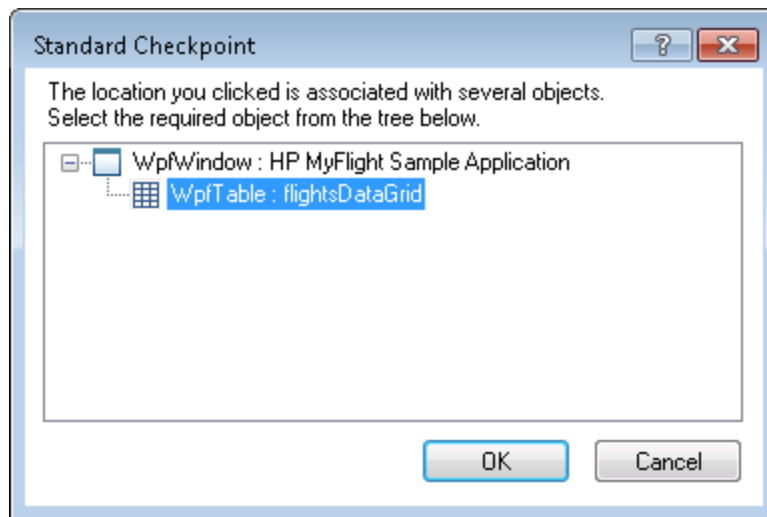 Standard Checkpoint
?
The location you clicked is associated with several objects.
Select the required object from the tree below.
WpfWindow : HP MyFlight Sample Application
WpfTable : flightsDataGrid
OK
Cancel